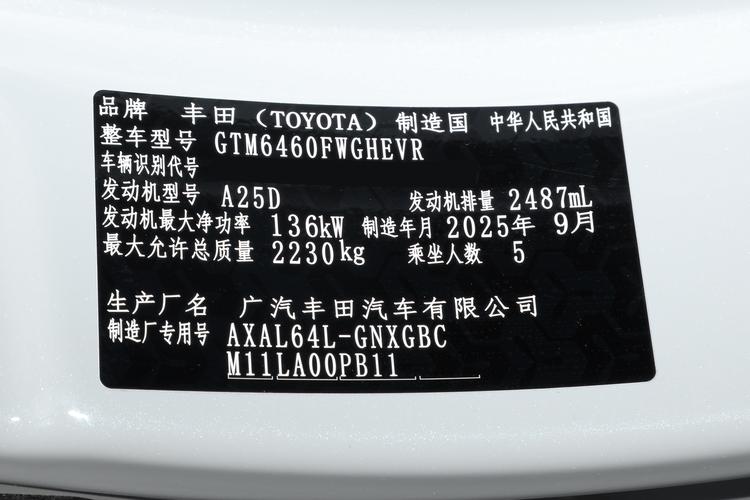 品牌 丰田（TOYOTA）制造国 中华人民共和国
整车型号 GTM6460FWGHEVR
车辆识别代号
发动机型号 A25D 发动机排量 2487mL
发动机最大净功率 136kW 制造年月 2025年 9月
最大允许总质量 2230kg 乘坐人数 5
生产厂名 广汽丰田汽车有限公司
制造厂专用号 AXAL64L-GNXGBC
M11LA00PB11